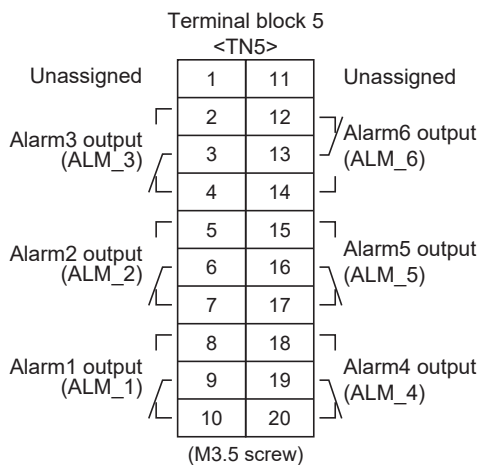 Terminal block 5
<TN5>
Unassigned
1
11
Unassigned
2
12
Alarm3 output
(ALM_3)
3
13
Alarm6 output
(ALM_6)
4
14
5
15
Alarm2 output
(ALM_2)
6
16
Alarm5 output
(ALM_5)
7
17
8
18
Alarm1 output
(ALM_1)
9
19
Alarm4 output
(ALM_4)
10
20
(M3.5 screw)